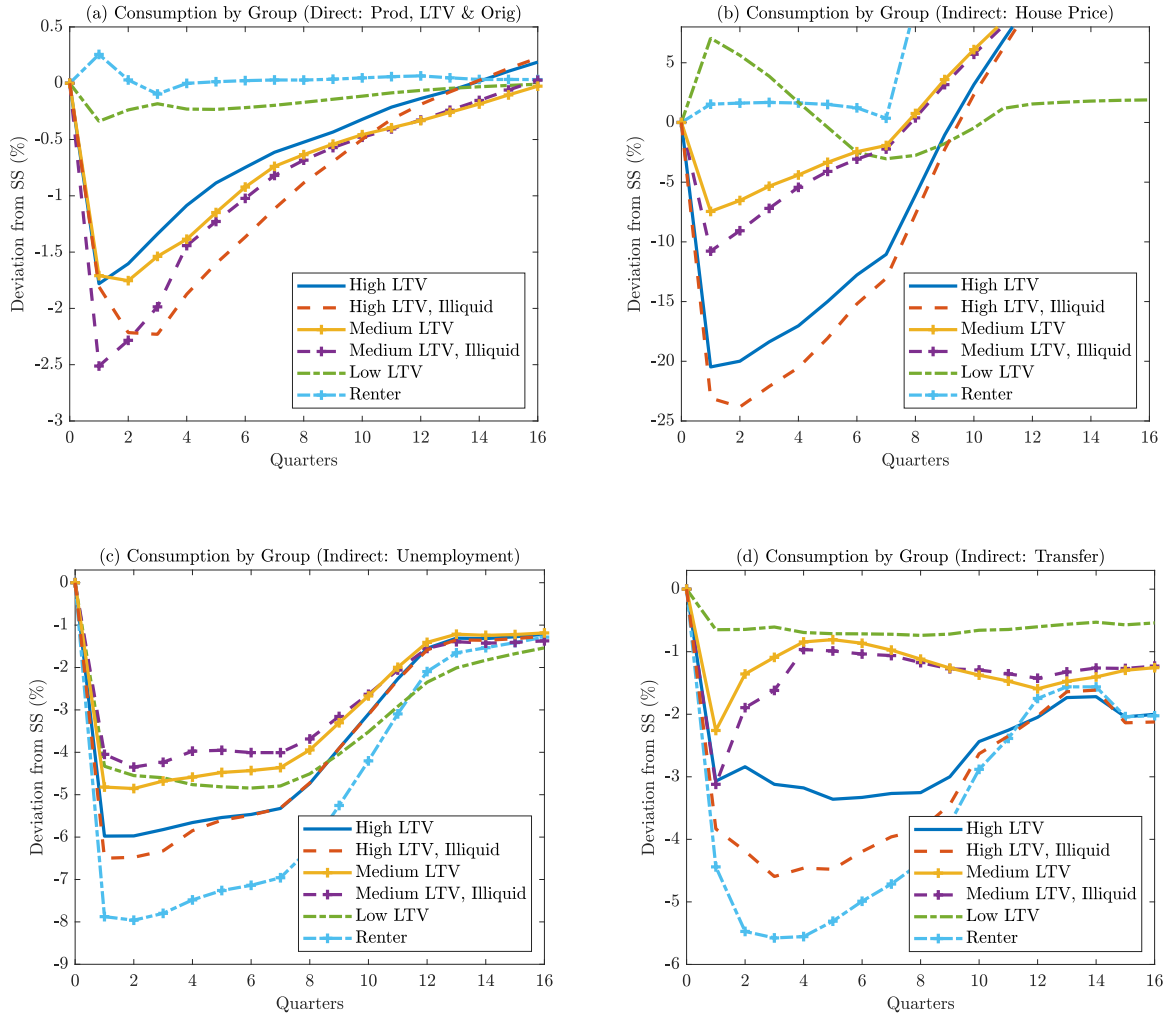 (a) Consumption by Group (Direct: Prod, LTV & Orig)
0.5
0
-0.5
-1
-1.5
-2
-2.5
-3
Deviation from SS (%)
High LTV
High LTV, Illiquid
Medium LTV
Medium LTV, Illiquid
Low LTV
Renter
0 2 4 6 8 10 12 14 16
Quarters
(b) Consumption by Group (Indirect: House Price)
5
0
-5
-10
-15
-20
-25
Deviation from SS (%)
High LTV
High LTV, Illiquid
Medium LTV
Medium LTV, Illiquid
Low LTV
Renter
0 2 4 6 8 10 12 14 16
Quarters
(c) Consumption by Group (Indirect: Unemployment)
0
-1
-2
-3
-4
-5
-6
-7
-8
-9
Deviation from SS (%)
High LTV
High LTV, Illiquid
Medium LTV
Medium LTV, Illiquid
Low LTV
Renter
0 2 4 6 8 10 12 14 16
Quarters
(d) Consumption by Group (Indirect: Transfer)
0
-1
-2
-3
-4
-5
-6
Deviation from SS (%)
High LTV
High LTV, Illiquid
Medium LTV
Medium LTV, Illiquid
Low LTV
Renter
0 2 4 6 8 10 12 14 16
Quarters